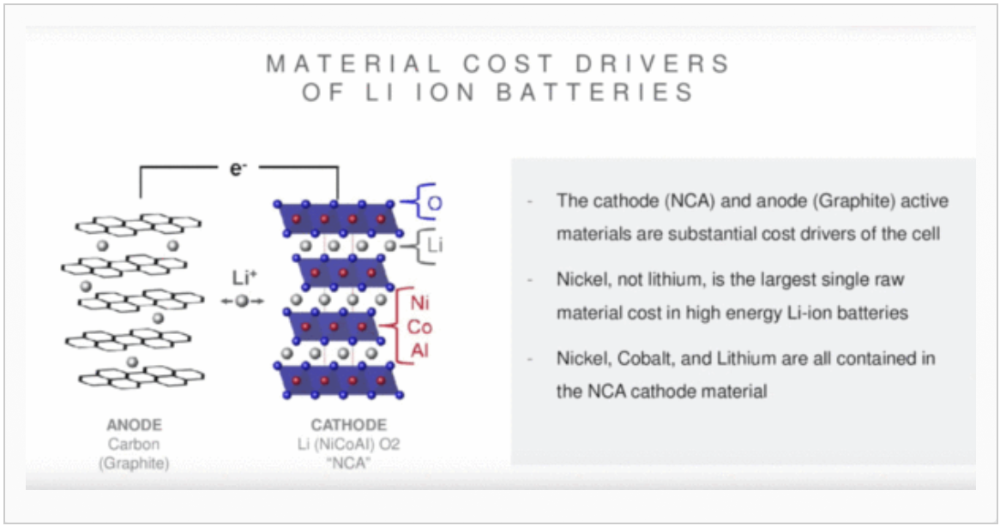 MATERIAL COST DRIVERS
OF LI ION BATTERIES
e-
O
Li
Li+
Ni
Co
Al
ANODE
Carbon
(Graphite)
CATHODE
Li (NiCoAl) O2
“NCA”
- The cathode (NCA) and anode (Graphite) active
materials are substantial cost drivers of the cell
- Nickel, not lithium, is the largest single raw
material cost in high energy Li-ion batteries
- Nickel, Cobalt, and Lithium are all contained in
the NCA cathode material